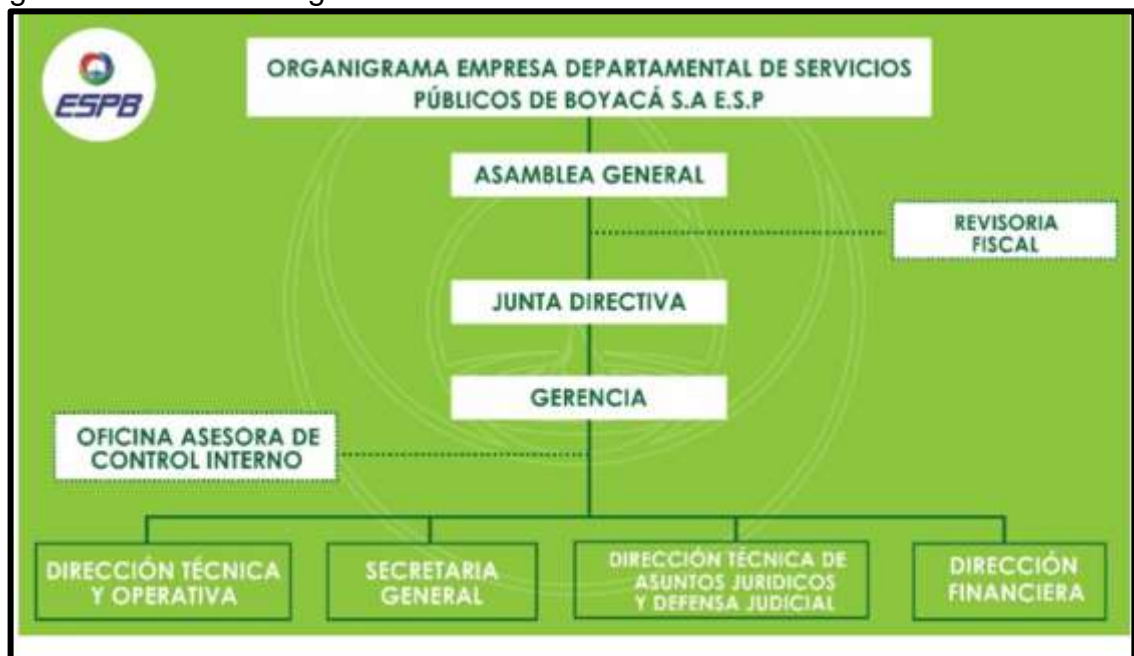 ESPB
ORGANIGRAMA EMPRESA DEPARTAMENTAL DE SERVICIOS
PÚBLICOS DE BOYACÁ S.A E.S.P
ASAMBLEA GENERAL
REVISORIA
FISCAL
JUNTA DIRECTIVA
GERENCIA
OFICINA ASESORA DE
CONTROL INTERNO
DIRECCIÓN TÉCNICA
Y OPERATIVA
SECRETARIA
GENERAL
DIRECCIÓN TÉCNICA DE
ASUNTOS JURIDICOS
Y DEFENSA JUDICIAL
DIRECCIÓN
FINANCIERA